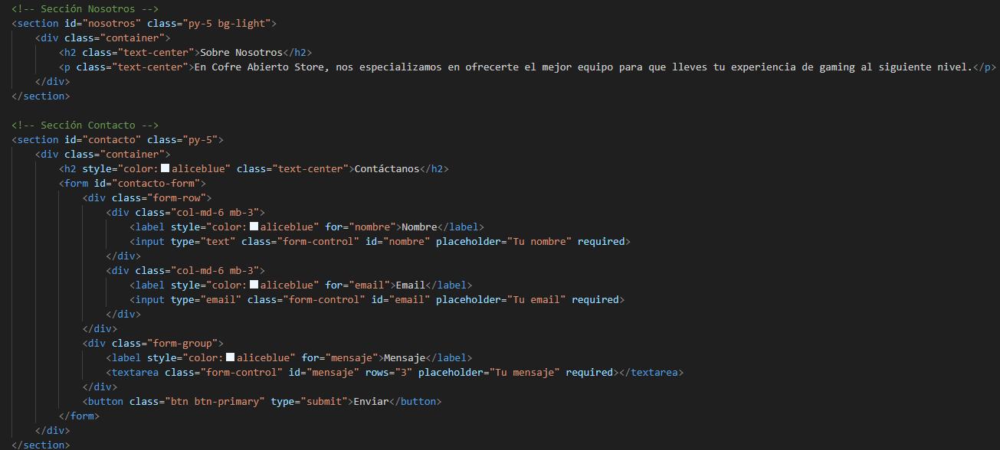 <!-- Sección Nosotros -->
<section id="nosotros" class="py-5 bg-light">
    <div class="container">
        <h2 class="text-center">Sobre Nosotros</h2>
        <p class="text-center">En Cofre Abierto Store, nos especializamos en ofrecerte el mejor equipo para que lleves tu experiencia de gaming al siguiente nivel.</p>
    </div>
</section>

<!-- Sección Contacto -->
<section id="contacto" class="py-5">
    <div class="container">
        <h2 style="color:aliceblue" class="text-center">Contáctanos</h2>
        <form id="contacto-form">
            <div class="form-row">
                <div class="col-md-6 mb-3">
                    <label style="color:aliceblue" for="nombre">Nombre</label>
                    <input type="text" class="form-control" id="nombre" placeholder="Tu nombre" required>
                </div>
                <div class="col-md-6 mb-3">
                    <label style="color:aliceblue" for="email">Email</label>
                    <input type="email" class="form-control" id="email" placeholder="Tu email" required>
                </div>
            </div>
            <div class="form-group">
                <label style="color:aliceblue" for="mensaje">Mensaje</label>
                <textarea class="form-control" id="mensaje" rows="3" placeholder="Tu mensaje" required></textarea>
            </div>
            <button class="btn btn-primary" type="submit">Enviar</button>
        </form>
    </div>
</section>